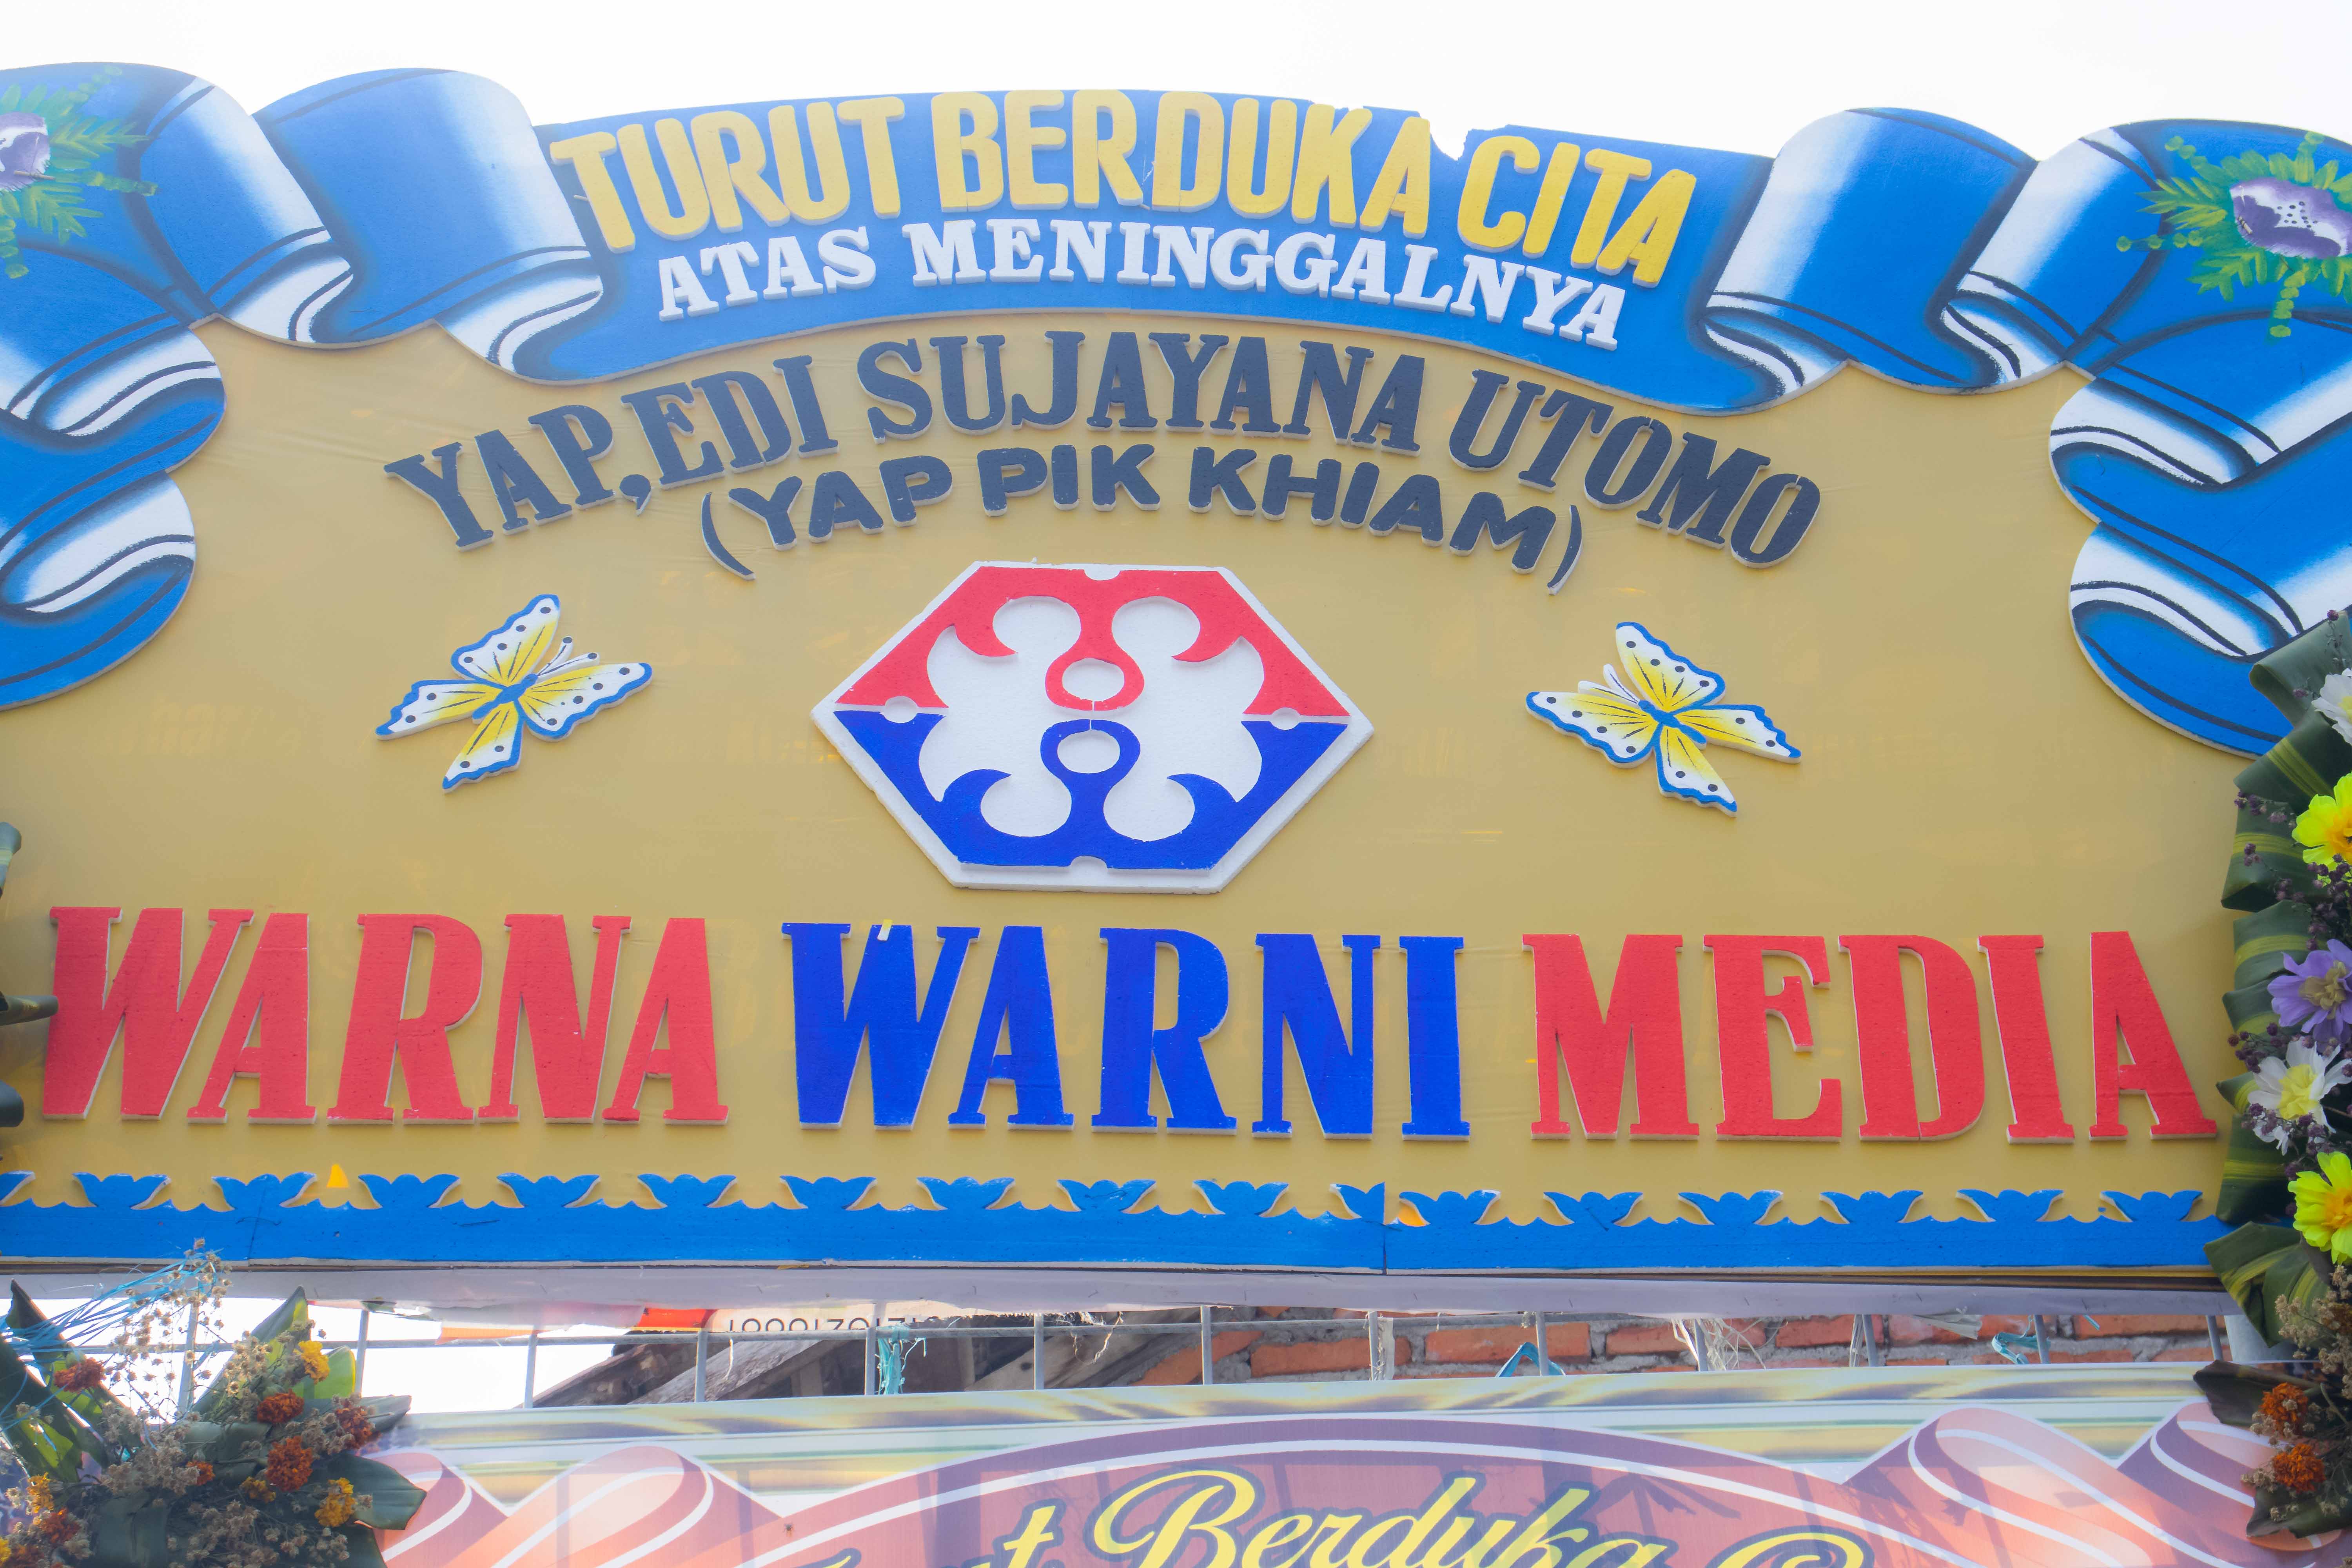 TURUT BERDUKA CITA
ATAS MENINGGALNYA
YAP,EDI SUJAYANA UTOMO
(YAP PIK KHIAM)
WARNA WARNI MEDIA
Berduka